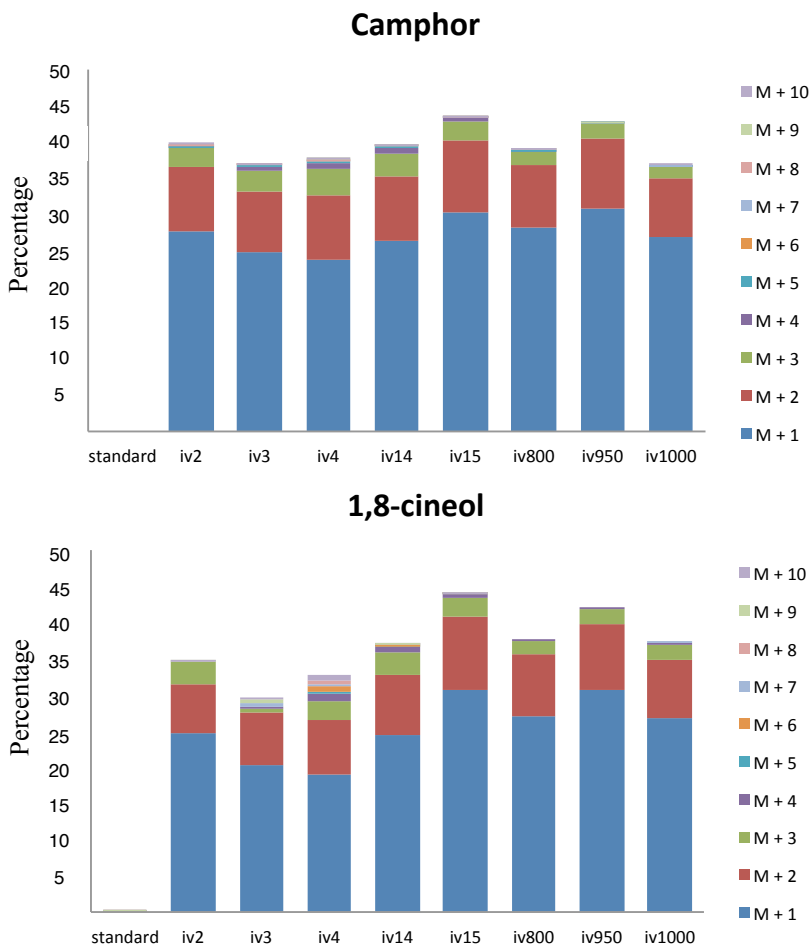 Camphor
Percentage
50
45
40
35
30
25
20
15
10
5
standard iv2 iv3 iv4 iv14 iv15 iv800 iv950 iv1000
M + 10
M + 9
M + 8
M + 7
M + 6
M + 5
M + 4
M + 3
M + 2
M + 1
1,8-cineol
Percentage
50
45
40
35
30
25
20
15
10
5
standard iv2 iv3 iv4 iv14 iv15 iv800 iv950 iv1000
M + 10
M + 9
M + 8
M + 7
M + 6
M + 5
M + 4
M + 3
M + 2
M + 1